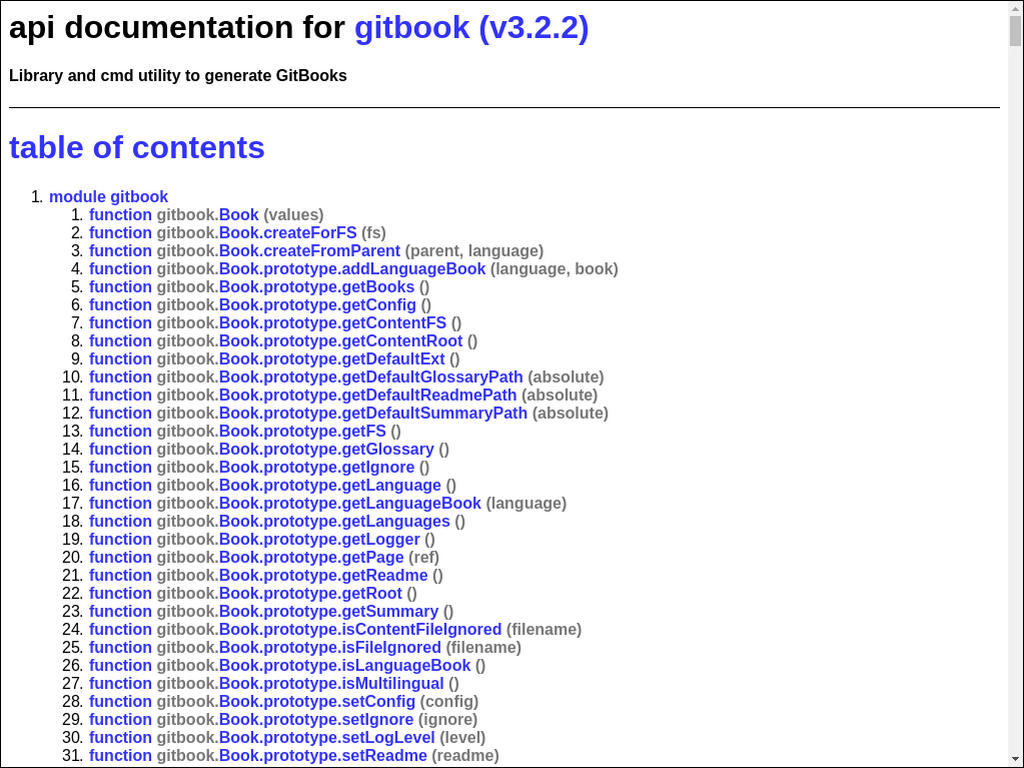 api documentation for gitbook (v3.2.2)
Library and cmd utility to generate GitBooks
table of contents
1. module gitbook
1. function gitbook.Book (values)
2. function gitbook.Book.createForFS (fs)
3. function gitbook.Book.createFromParent (parent, language)
4. function gitbook.Book.prototype.addLanguageBook (language, book)
5. function gitbook.Book.prototype.getBooks ()
6. function gitbook.Book.prototype.getConfig ()
7. function gitbook.Book.prototype.getContentFS ()
8. function gitbook.Book.prototype.getContentRoot ()
9. function gitbook.Book.prototype.getDefaultExt ()
10. function gitbook.Book.prototype.getDefaultGlossaryPath (absolute)
11. function gitbook.Book.prototype.getDefaultReadmePath (absolute)
12. function gitbook.Book.prototype.getDefaultSummaryPath (absolute)
13. function gitbook.Book.prototype.getFS ()
14. function gitbook.Book.prototype.getGlossary ()
15. function gitbook.Book.prototype.getIgnore ()
16. function gitbook.Book.prototype.getLanguage ()
17. function gitbook.Book.prototype.getLanguageBook (language)
18. function gitbook.Book.prototype.getLanguages ()
19. function gitbook.Book.prototype.getLogger ()
20. function gitbook.Book.prototype.getPage (ref)
21. function gitbook.Book.prototype.getReadme ()
22. function gitbook.Book.prototype.getRoot ()
23. function gitbook.Book.prototype.getSummary ()
24. function gitbook.Book.prototype.isContentFileIgnored (filename)
25. function gitbook.Book.prototype.isFileIgnored (filename)
26. function gitbook.Book.prototype.isLanguageBook ()
27. function gitbook.Book.prototype.isMultilingual ()
28. function gitbook.Book.prototype.setConfig (config)
29. function gitbook.Book.prototype.setIgnore (ignore)
30. function gitbook.Book.prototype.setLogLevel (level)
31. function gitbook.Book.prototype.setReadme (readme)